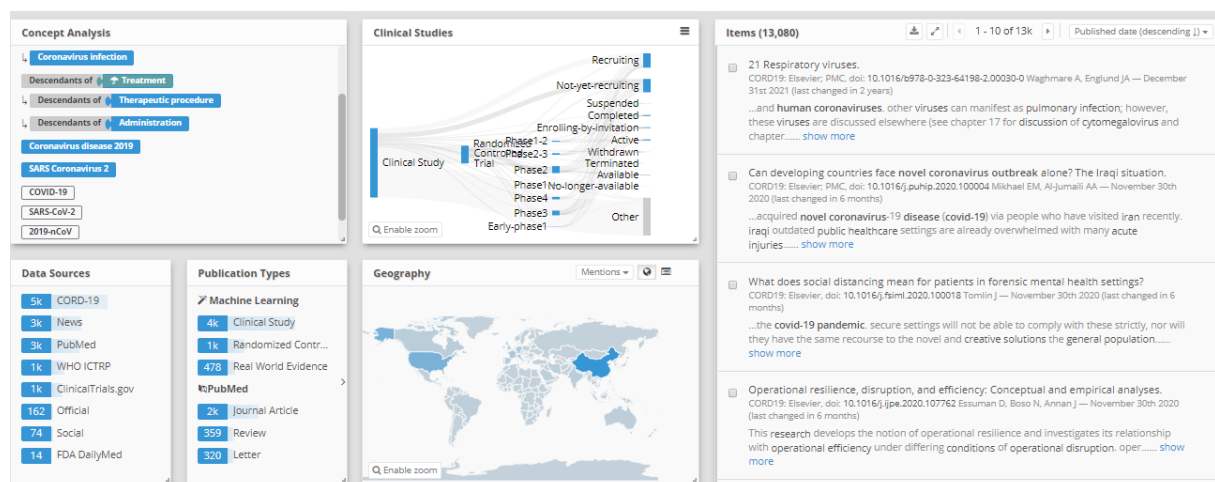 Concept Analysis
Coronavirus infection
Descendants of Treatment
Descendants of Therapeutic procedure
Descendants of Administration
Coronavirus disease 2019
SARS Coronavirus 2
COVID-19
SARS-CoV-2
2019-nCoV
Clinical Studies
Recruiting
Not-yet-recruiting
Suspended
Completed
Enrolling-by-invitation
Phase1-2
Active
Randomized
Controlled
Trial
Phase2-3
Withdrawn
Terminated
Clinical Study
Phase2
Available
Phase1
No-longer-available
Phase4
Phase3
Other
Early-phase1
Enable zoom
Data Sources
5k CORD-19
3k News
3k PubMed
1k WHO ICTRP
1k ClinicalTrials.gov
162 Official
74 Social
14 FDA DailyMed
Publication Types
Machine Learning
4k Clinical Study
1k Randomized Contr...
478 Real World Evidence
PubMed
2k Journal Article
359 Review
320 Letter
Geography
Mentions
Enable zoom
Items (13,080)
1 - 10 of 13k
Published date (descending ↓)
21 Respiratory viruses.
CORD19: Elsevier; PMC, doi: 10.1016/b978-0-323-64198-2.00030-0 Waghmare A, Englund JA — December
31st 2021 (last changed in 2 years)
...and human coronaviruses. other viruses can manifest as pulmonary infection; however,
these viruses are discussed elsewhere (see chapter 17 for discussion of cytomegalovirus and
chapter...... show more
Can developing countries face novel coronavirus outbreak alone? The Iraqi situation.
CORD19: Elsevier; PMC, doi: 10.1016/j.puhip.2020.100004 Mikhael EM, Al-Jumaili AA — November 30th
2020 (last changed in 6 months)
...acquired novel coronavirus-19 disease (covid-19) via people who have visited iran recently.
iraqi outdated public healthcare settings are already overwhelmed with many acute
injuries...... show more
What does social distancing mean for patients in forensic mental health settings?
CORD19: Elsevier, doi: 10.1016/j.fsiml.2020.100018 Tomlin J — November 30th 2020 (last changed in 6
months)
...the covid-19 pandemic. secure settings will not be able to comply with these strictly, nor will
they have the same recourse to the novel and creative solutions the general population......
show more
Operational resilience, disruption, and efficiency: Conceptual and empirical analyses.
CORD19: Elsevier, doi: 10.1016/j.ijpe.2020.107762 Essuman D, Boso N, Annan J — November 30th 2020
(last changed in 6 months)
This research develops the notion of operational resilience and investigates its relationship
with operational efficiency under differing conditions of operational disruption. oper...... show
more